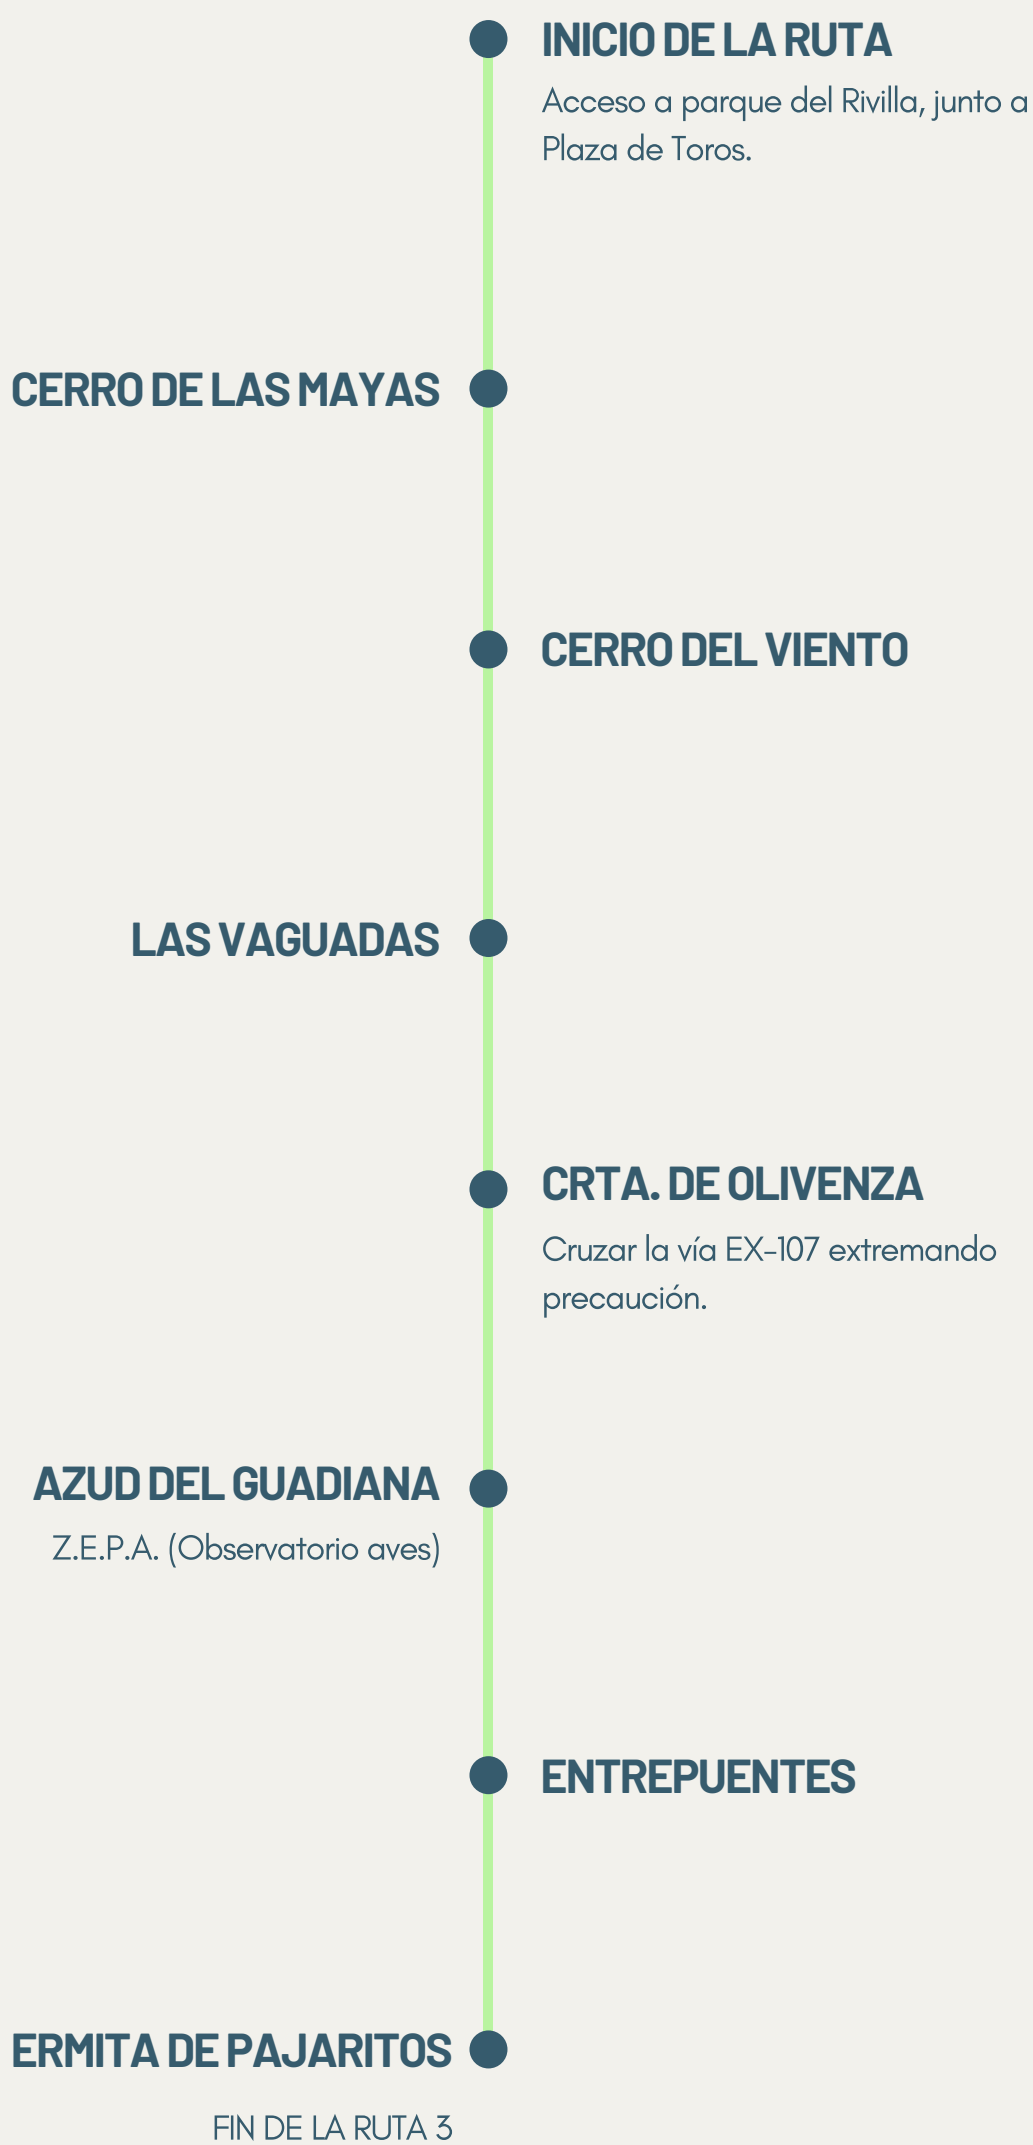 INICIO DE LA RUTA
Acceso a parque del Rivilla, junto a
Plaza de Toros.
CERRO DE LAS MAYAS
CERRO DEL VIENTO
LAS VAGUADAS
CRTA. DE OLIVENZA
Cruzar la vía EX-107 extremando
precaución.
AZUD DEL GUADIANA
Z.E.P.A. (Observatorio aves)
ENTREPUENTES
ERMITA DE PAJARITOS
FIN DE LA RUTA 3